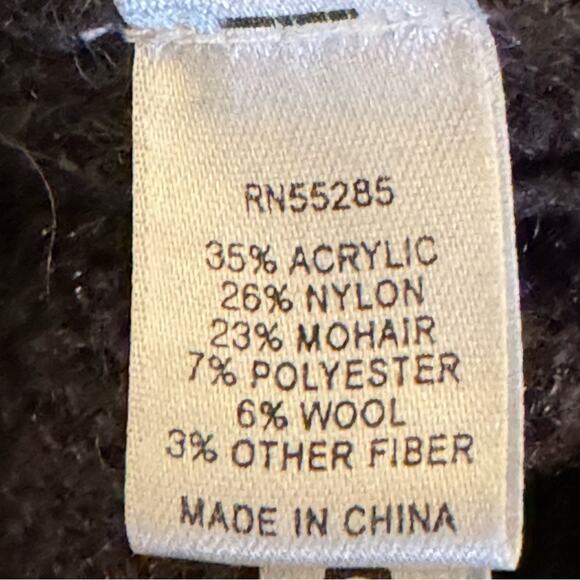 RN55285
35% ACRYLIC
26% NYLON
23% MOHAIR
7% POLYESTER
6% WOOL
3% OTHER FIBER
MADE IN CHINA